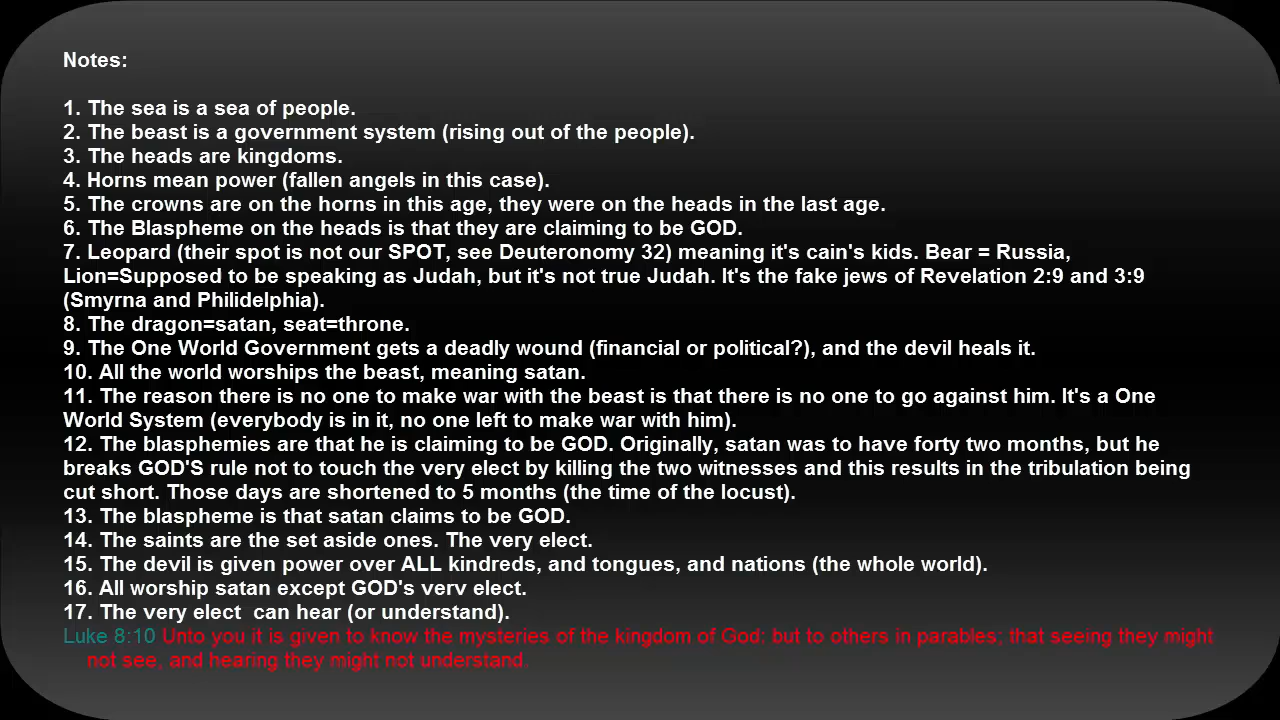 Notes:
1. The sea is a sea of people.
2. The beast is a government system (rising out of the people).
3. The heads are kingdoms.
4. Horns mean power (fallen angels in this case).
5. The crowns are on the horns in this age, they were on the heads in the last age.
6. The Blaspheme on the heads is that they are claiming to be GOD.
7. Leopard (their spot is not our SPOT, see Deuteronomy 32) meaning it's cain's kids. Bear = Russia,
Lion=Supposed to be speaking as Judah, but it's not true Judah. It's the fake jews of Revelation 2:9 and 3:9
(Smyrna and Philidelphia).
8. The dragon=satan, seat=throne.
9. The One World Government gets a deadly wound (financial or political?), and the devil heals it.
10. All the world worships the beast, meaning satan.
11. The reason there is no one to make war with the beast is that there is no one to go against him. It's a One
World System (everybody is in it, no one left to make war with him).
12. The blasphemies are that he is claiming to be GOD. Originally, satan was to have forty two months, but he
breaks GOD'S rule not to touch the very elect by killing the two witnesses and this results in the tribulation being
cut short. Those days are shortened to 5 months (the time of the locust).
13. The blaspheme is that satan claims to be GOD.
14. The saints are the set aside ones. The very elect.
15. The devil is given power over ALL kindreds, and tongues, and nations (the whole world).
16. All worship satan except GOD's very elect.
17. The very elect  can hear (or understand).
Luke 8:10 Unto you it is given to know the mysteries of the kingdom of God: but to others in parables; that seeing they might
not see, and hearing they might not understand.